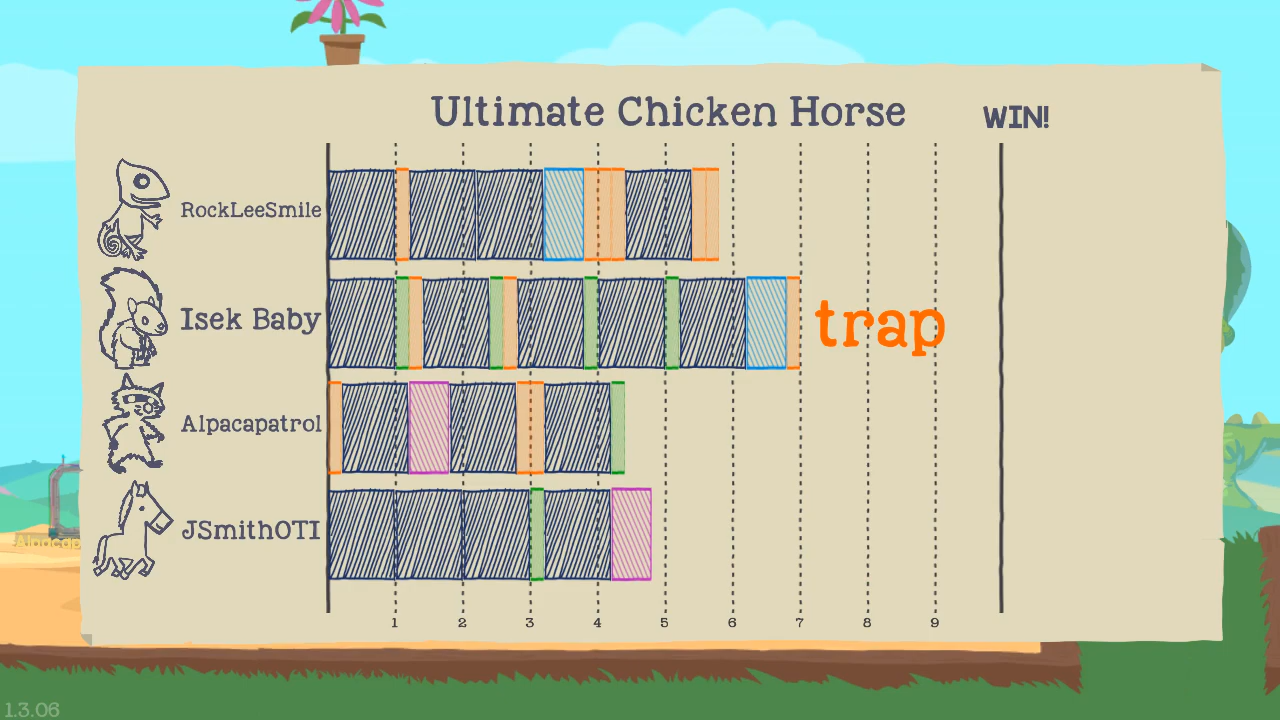 Ultimate Chicken Horse
WIN!
RockLeeSmile
Isek Baby
trap
Alpacapatrol
JSmithOTI
1 2 3 4 5 6 7 8 9
1.3.06